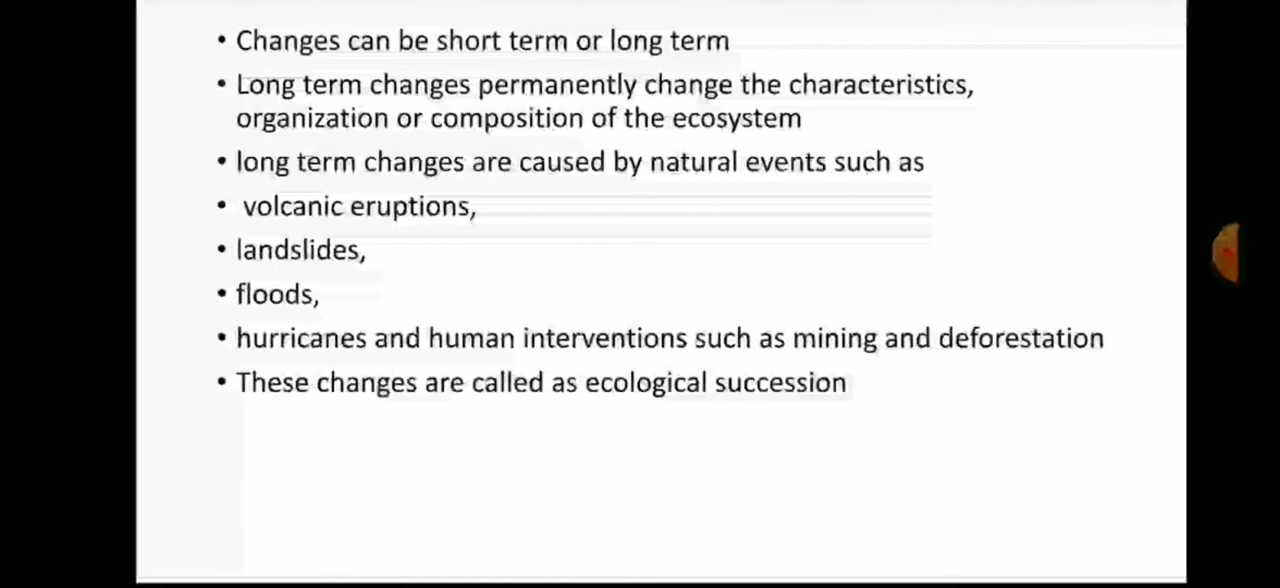 • Changes can be short term or long term
• Long term changes permanently change the characteristics,
organization or composition of the ecosystem
• long term changes are caused by natural events such as
• volcanic eruptions,
• landslides,
• floods,
• hurricanes and human interventions such as mining and deforestation
• These changes are called as ecological succession